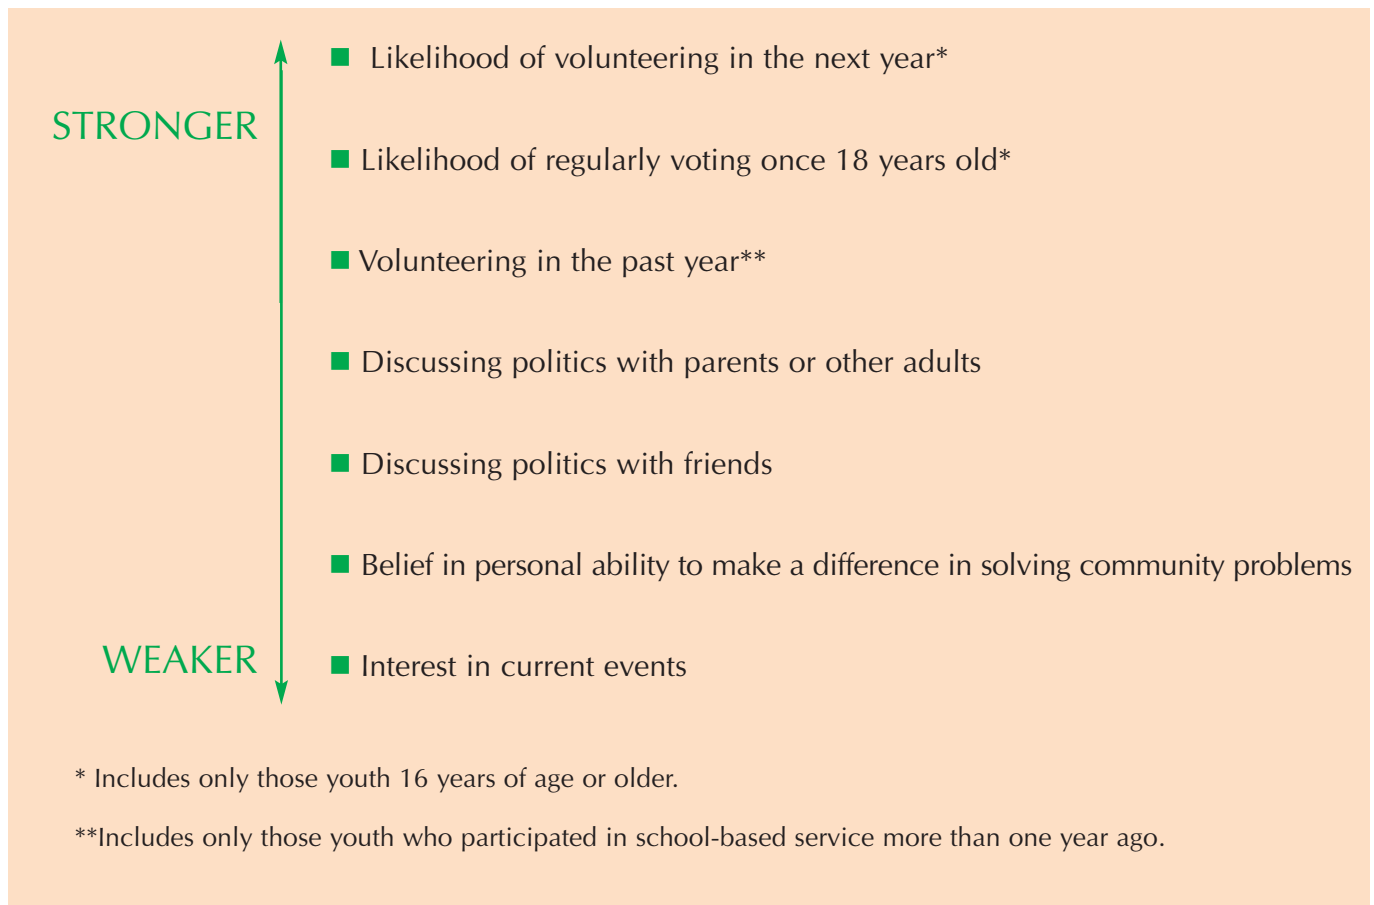 Likelihood of volunteering in the next year*
STRONGER
Likelihood of regularly voting once 18 years old*
Volunteering in the past year**
Discussing politics with parents or other adults
Discussing politics with friends
Belief in personal ability to make a difference in solving community problems
WEAKER
Interest in current events
* Includes only those youth 16 years of age or older.
**Includes only those youth who participated in school-based service more than one year ago.